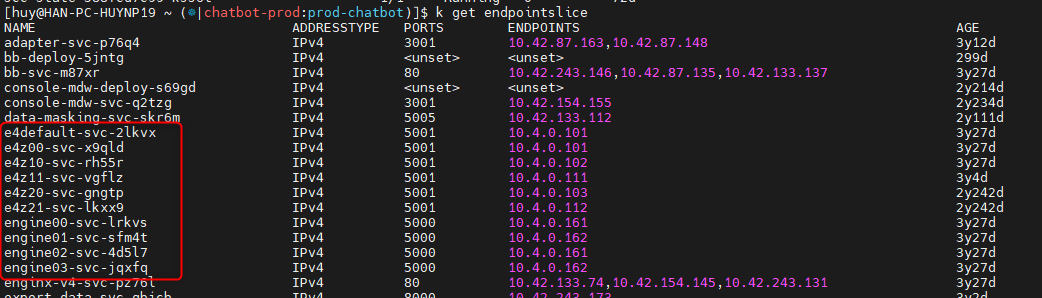 [huy@HAN-PC-HUYNP19 ~ (|chatbot-prod:prod-chatbot)]$ k get endpointslice
NAME ADDRESSTYPE PORTS ENDPOINTS AGE
adapter-svc-p76q4 IPv4 3001 10.42.87.163,10.42.87.148 3y12d
bb-deploy-5jntg IPv4 <unset> <unset> 299d
bb-svc-m87xr IPv4 80 10.42.243.146,10.42.87.135,10.42.133.137 3y27d
console-mdw-deploy-s69gd IPv4 <unset> <unset> 2y214d
console-mdw-svc-q2tzg IPv4 3001 10.42.154.155 2y234d
data-masking-svc-skr6m IPv4 5005 10.42.133.112 2y111d
e4default-svc-2lkvx IPv4 5001 10.4.0.101 3y27d
e4z00-svc-x9qld IPv4 5001 10.4.0.101 3y27d
e4z10-svc-rh55r IPv4 5001 10.4.0.102 3y27d
e4z11-svc-vgflz IPv4 5001 10.4.0.111 3y4d
e4z20-svc-gngtp IPv4 5001 10.4.0.103 2y242d
e4z21-svc-lkxx9 IPv4 5001 10.4.0.112 2y242d
engine00-svc-lrkvs IPv4 5000 10.4.0.161 3y27d
engine01-svc-sfm4t IPv4 5000 10.4.0.162 3y27d
engine02-svc-4d5l7 IPv4 5000 10.4.0.161 3y27d
engine03-svc-jqxfq IPv4 5000 10.4.0.162 3y27d
enginx-v4-svc-pz76l IPv4 80 10.42.133.74,10.42.154.145,10.42.243.131 3y27d
IPv4 8000 10.42.243.173